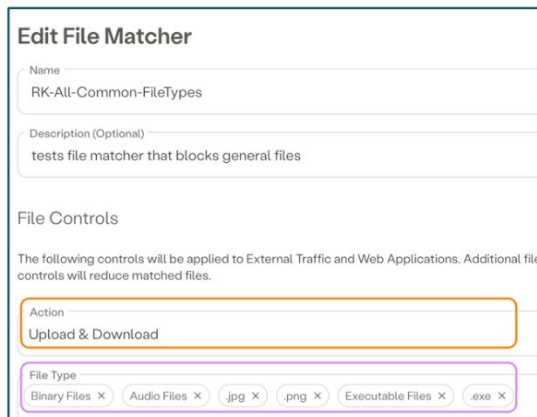 Edit File Matcher
Name
RK-All-Common-FileTypes
Description (Optional)
tests file matcher that blocks general files
File Controls
The following controls will be applied to External Traffic and Web Applications. Additional file
controls will reduce matched files.
Action
Upload & Download
File Type
Binary Files × Audio Files × .jpg × .png × Executable Files × .exe ×